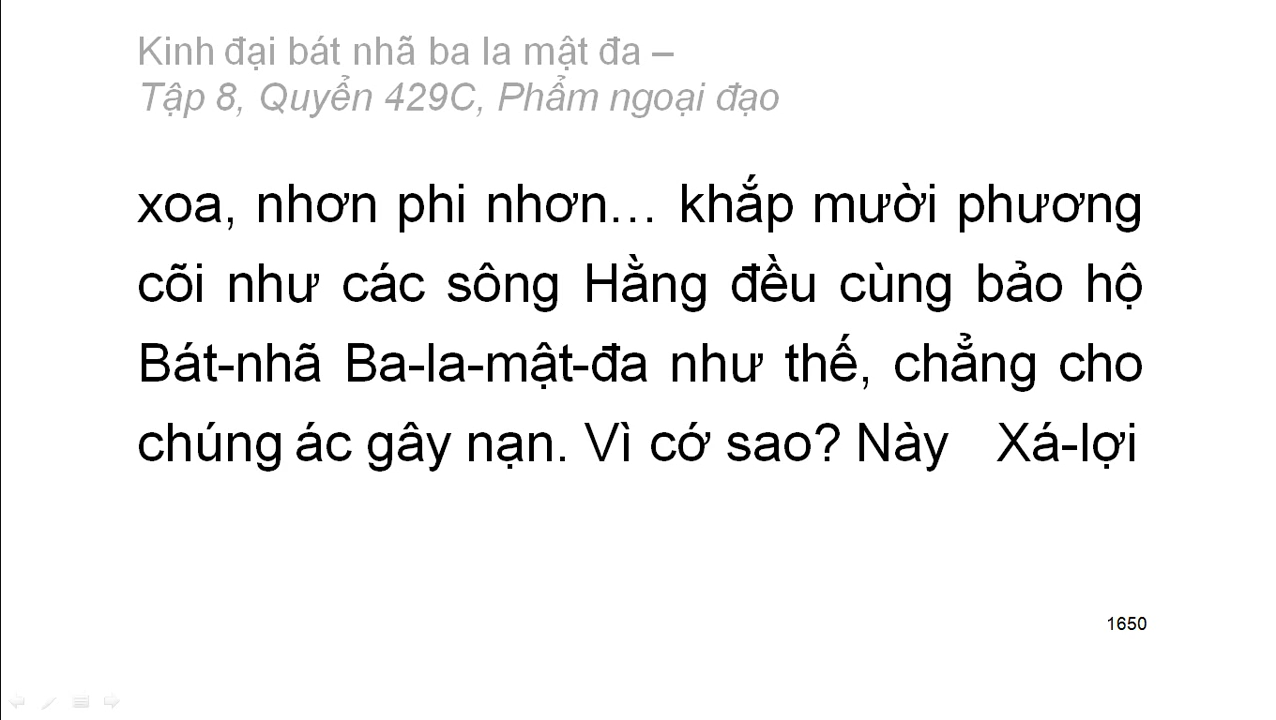 Kinh đại bát nhã ba la mật đa –
Tập 8, Quyển 429C, Phẩm ngoại đạo
xoa, nhơn phi nhơn… khắp mười phương
cõi như các sông Hằng đều cùng bảo hộ
Bát-nhã Ba-la-mật-đa như thế, chẳng cho
chúng ác gây nạn. Vì cớ sao? Này Xá-lợi
1650